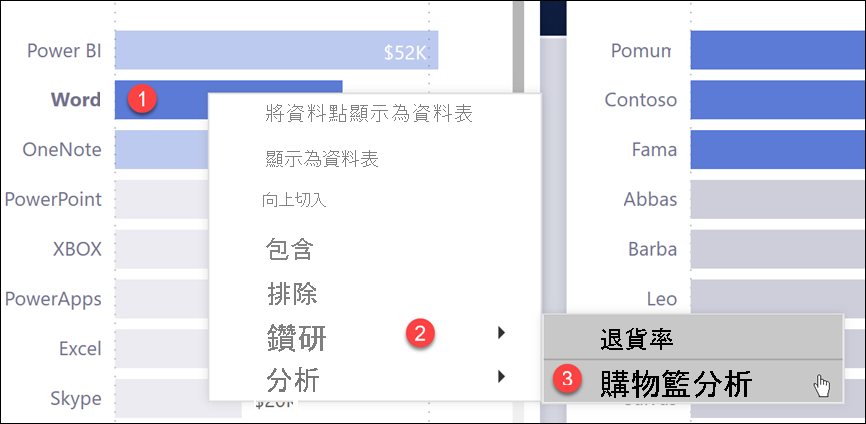 Power BI
$52K
Word
1
OneNote
PowerPoint
XBOX
PowerApps
Excel
Skype
將資料點顯示為資料表
顯示為資料表
向上切入
包含
排除
鑽研
2
分析
退貨率
3
購物籃分析
Pomum
Contoso
Fama
Abbas
Barba
Leo